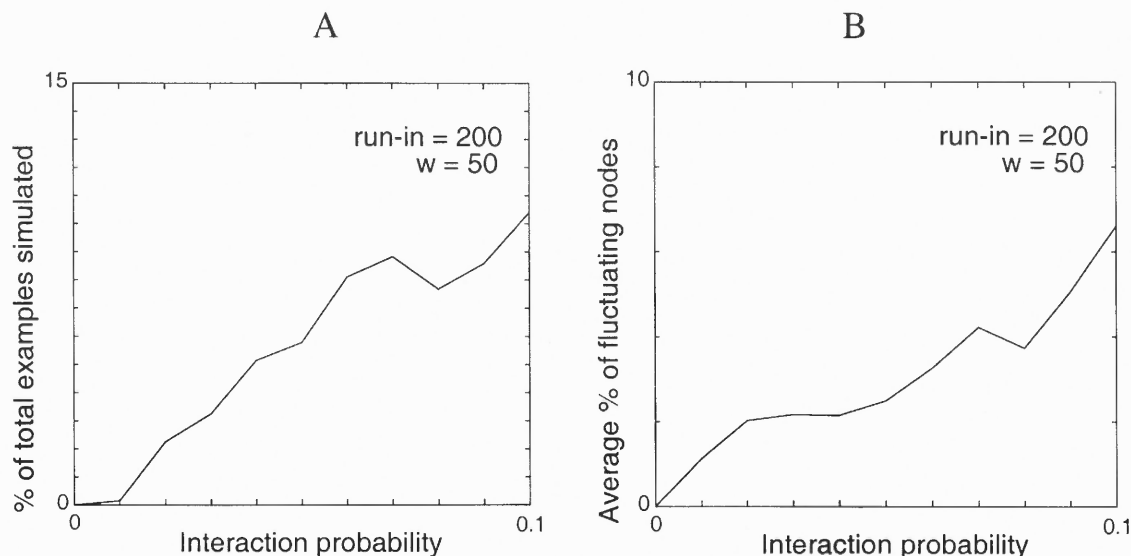 A
15
run-in = 200
w = 50
% of total examples simulated
0
0
0.1
Interaction probability
B
10
run-in = 200
w = 50
Average % of fluctuating nodes
0
0
0.1
Interaction probability